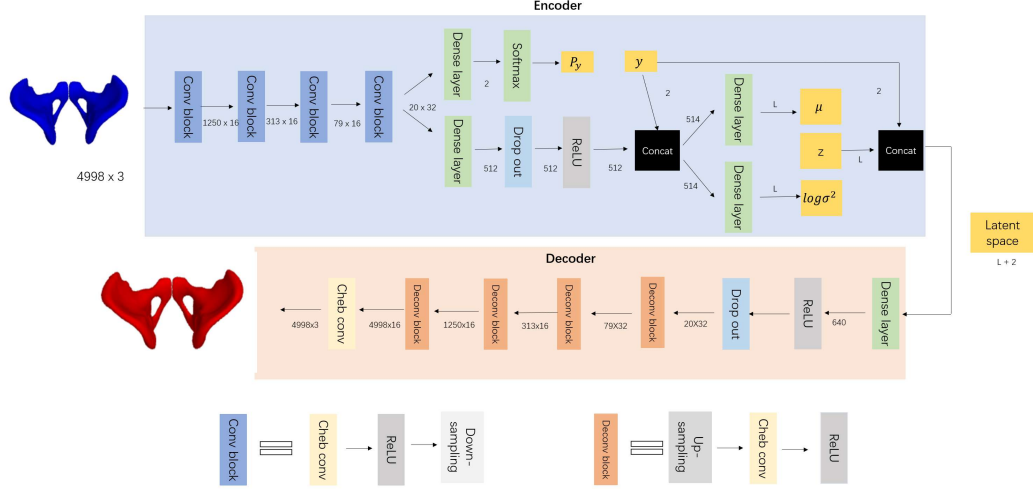 Encoder
4998 x 3
Conv block
1250 x 16
Conv block
313 x 16
Conv block
79 x 16
Conv block
20 x 32
Dense layer
2
Softmax
P_y
Dense layer
512
Drop out
512
ReLU
512
y
2
Concat
514
514
Dense layer
L
μ
z
L
Dense layer
L
logσ²
2
Concat
Latent
space
L + 2
Decoder
Dense layer
640
ReLU
Drop out
20X32
Deconv block
79X32
Deconv block
313x16
Deconv block
1250x16
Deconv block
4998x16
Cheb conv
4998x3
Conv block
Cheb conv
ReLU
Down-
sampling
Deconv block
Up-
sampling
Cheb conv
ReLU